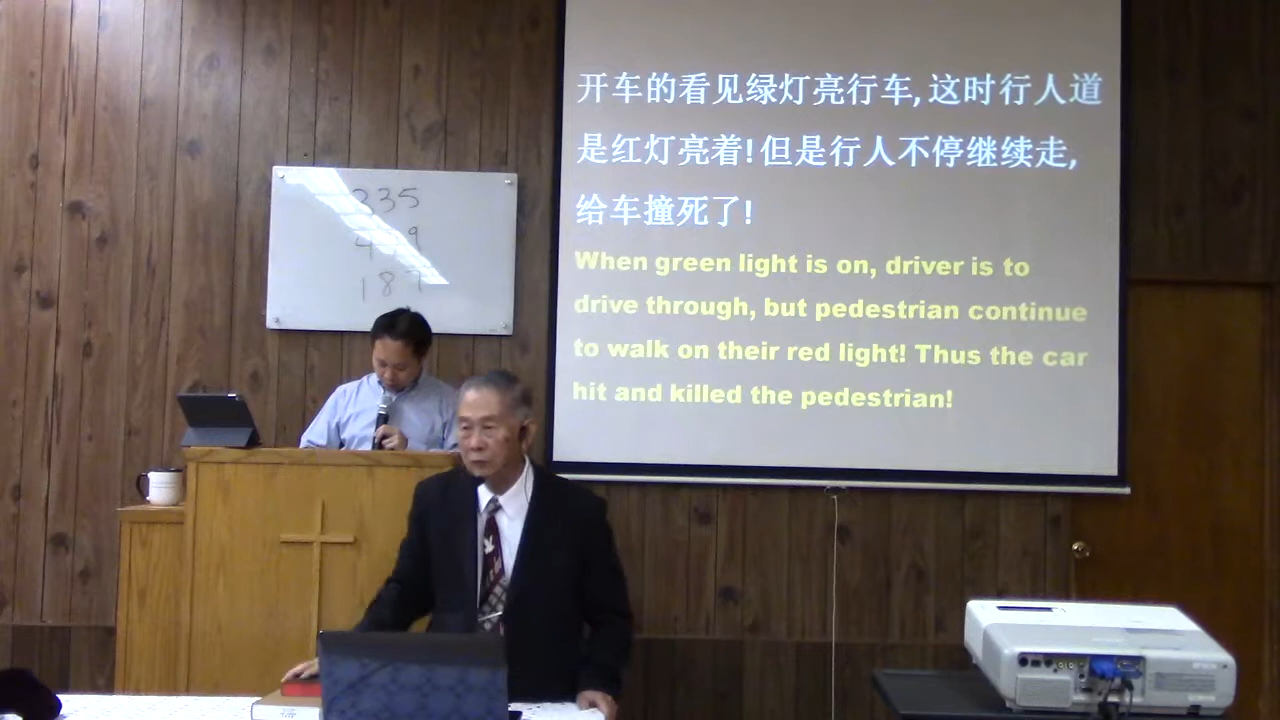 开车的看见绿灯亮行车, 这时行人道
是红灯亮着! 但是行人不停继续走,
给车撞死了!
When green light is on, driver is to
drive through, but pedestrian continue
to walk on their red light! Thus the car
hit and killed the pedestrian!
335
187
EPSON